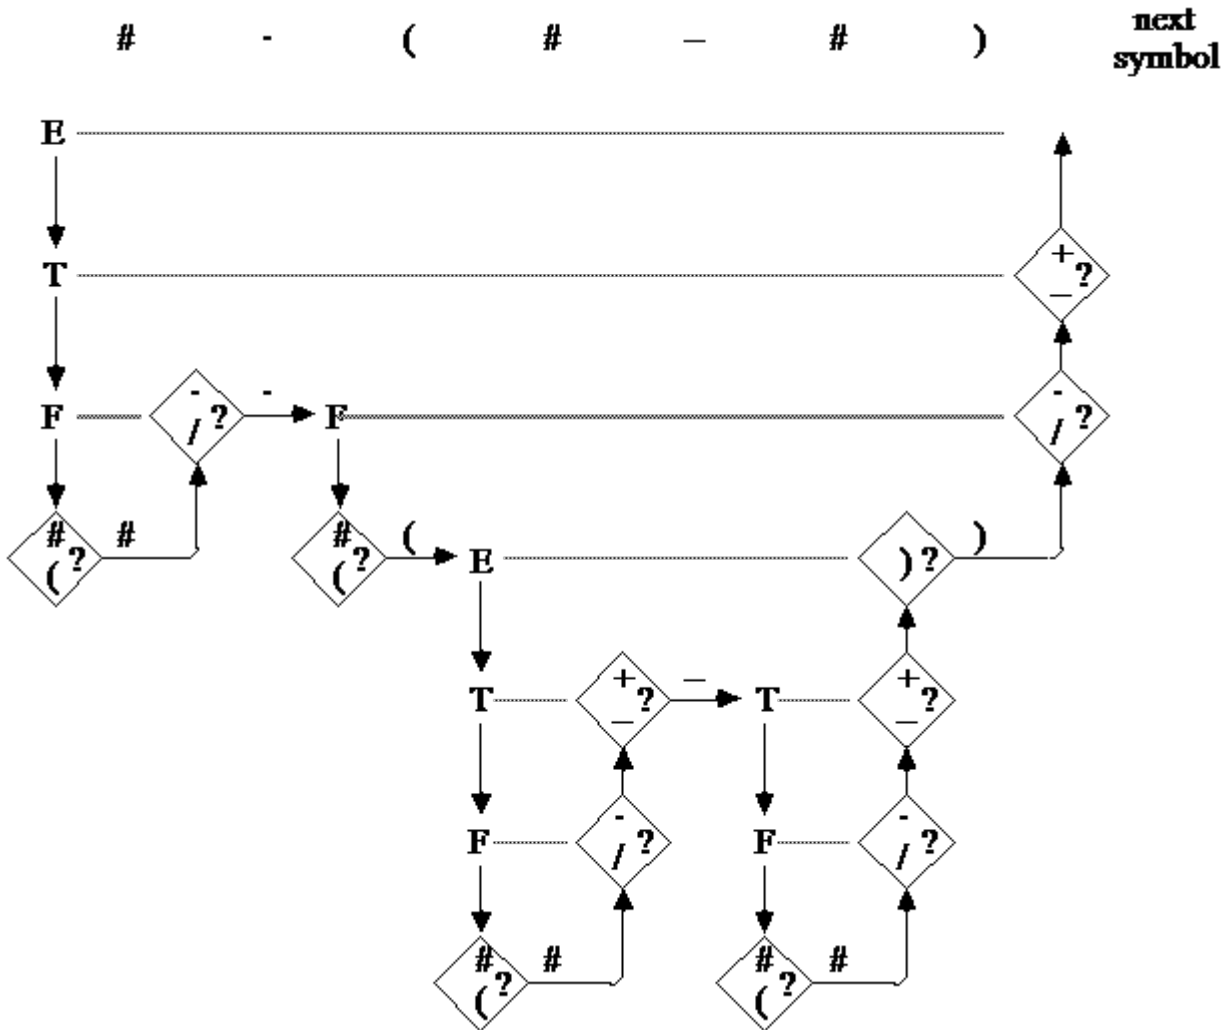 # - ( # – # ) next symbol
E
T + – ?
F - / ? - F - / ?
# ( ? # # ( ? ( E ) ? )
T + – ? – T + – ?
F - / ? F - / ?
# ( ? # # ( ? #